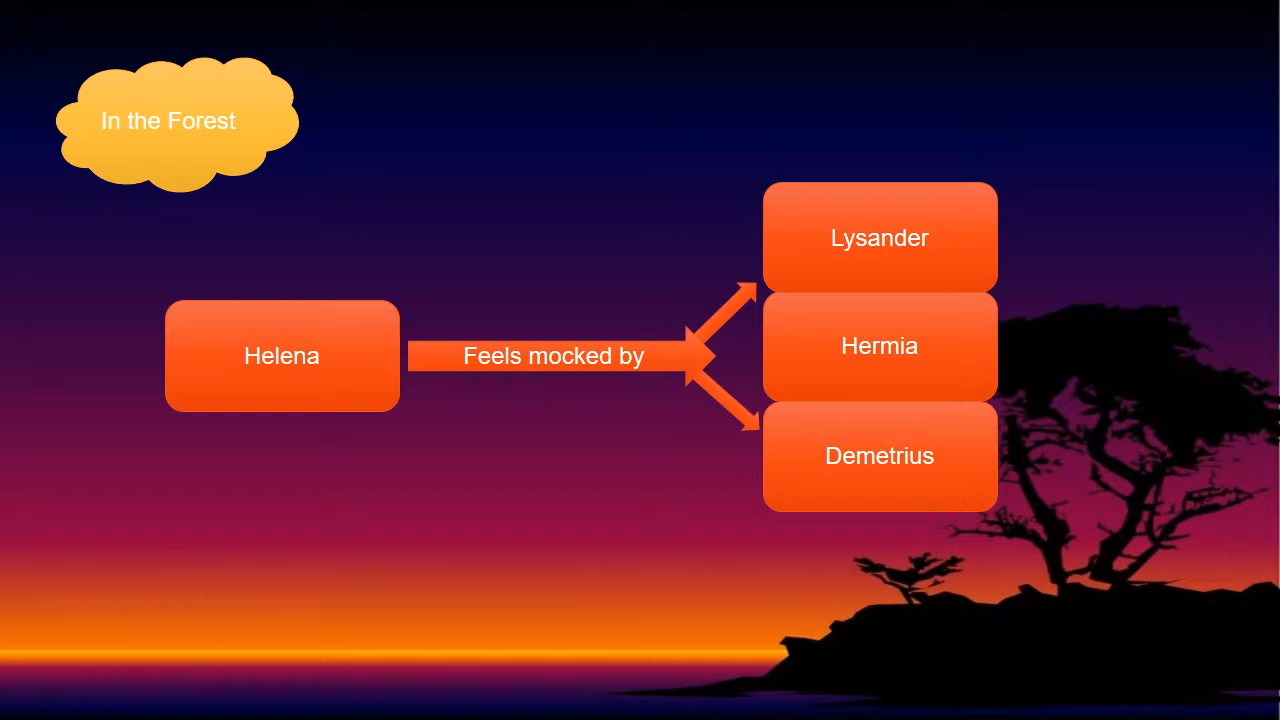 In the Forest
Lysander
Hermia
Helena
Feels mocked by
Demetrius